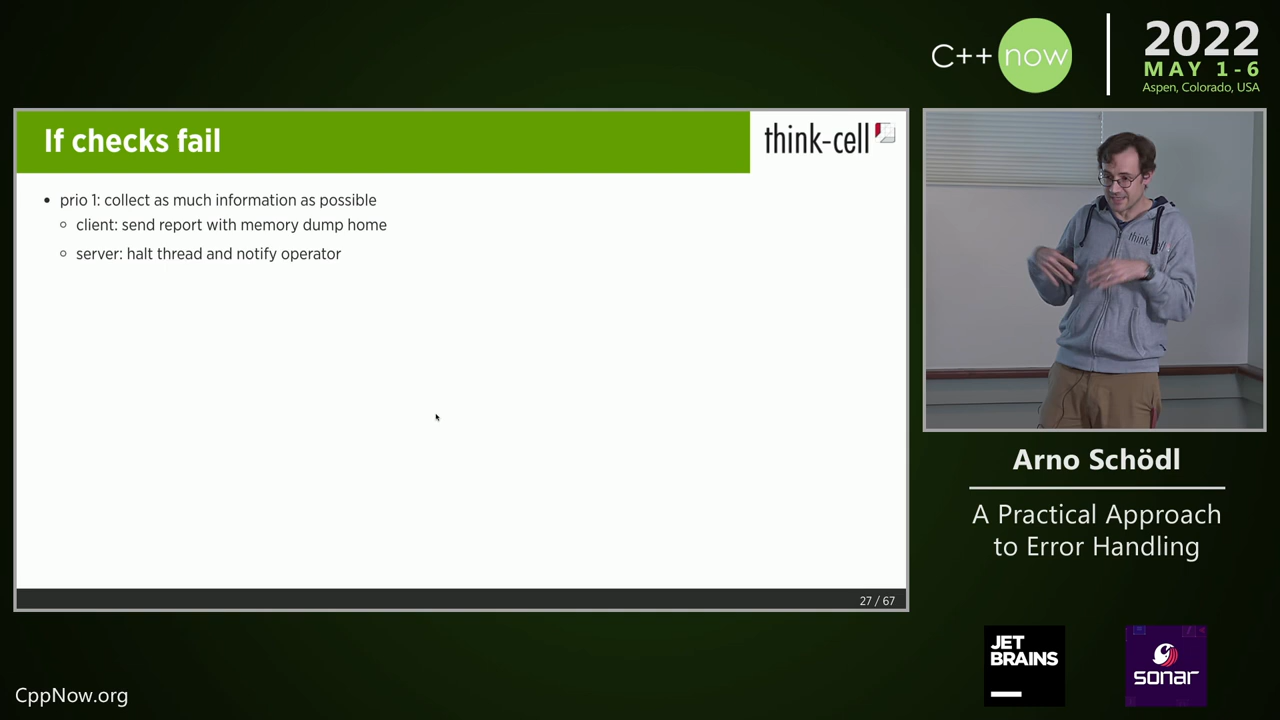 C++ now
2022
MAY 1-6
Aspen, Colorado, USA
If checks fail
think-cell
• prio 1: collect as much information as possible
○ client: send report with memory dump home
○ server: halt thread and notify operator
27 / 67
think-cell
Arno Schödl
A Practical Approach
to Error Handling
JET
BRAINS
sonar
CppNow.org